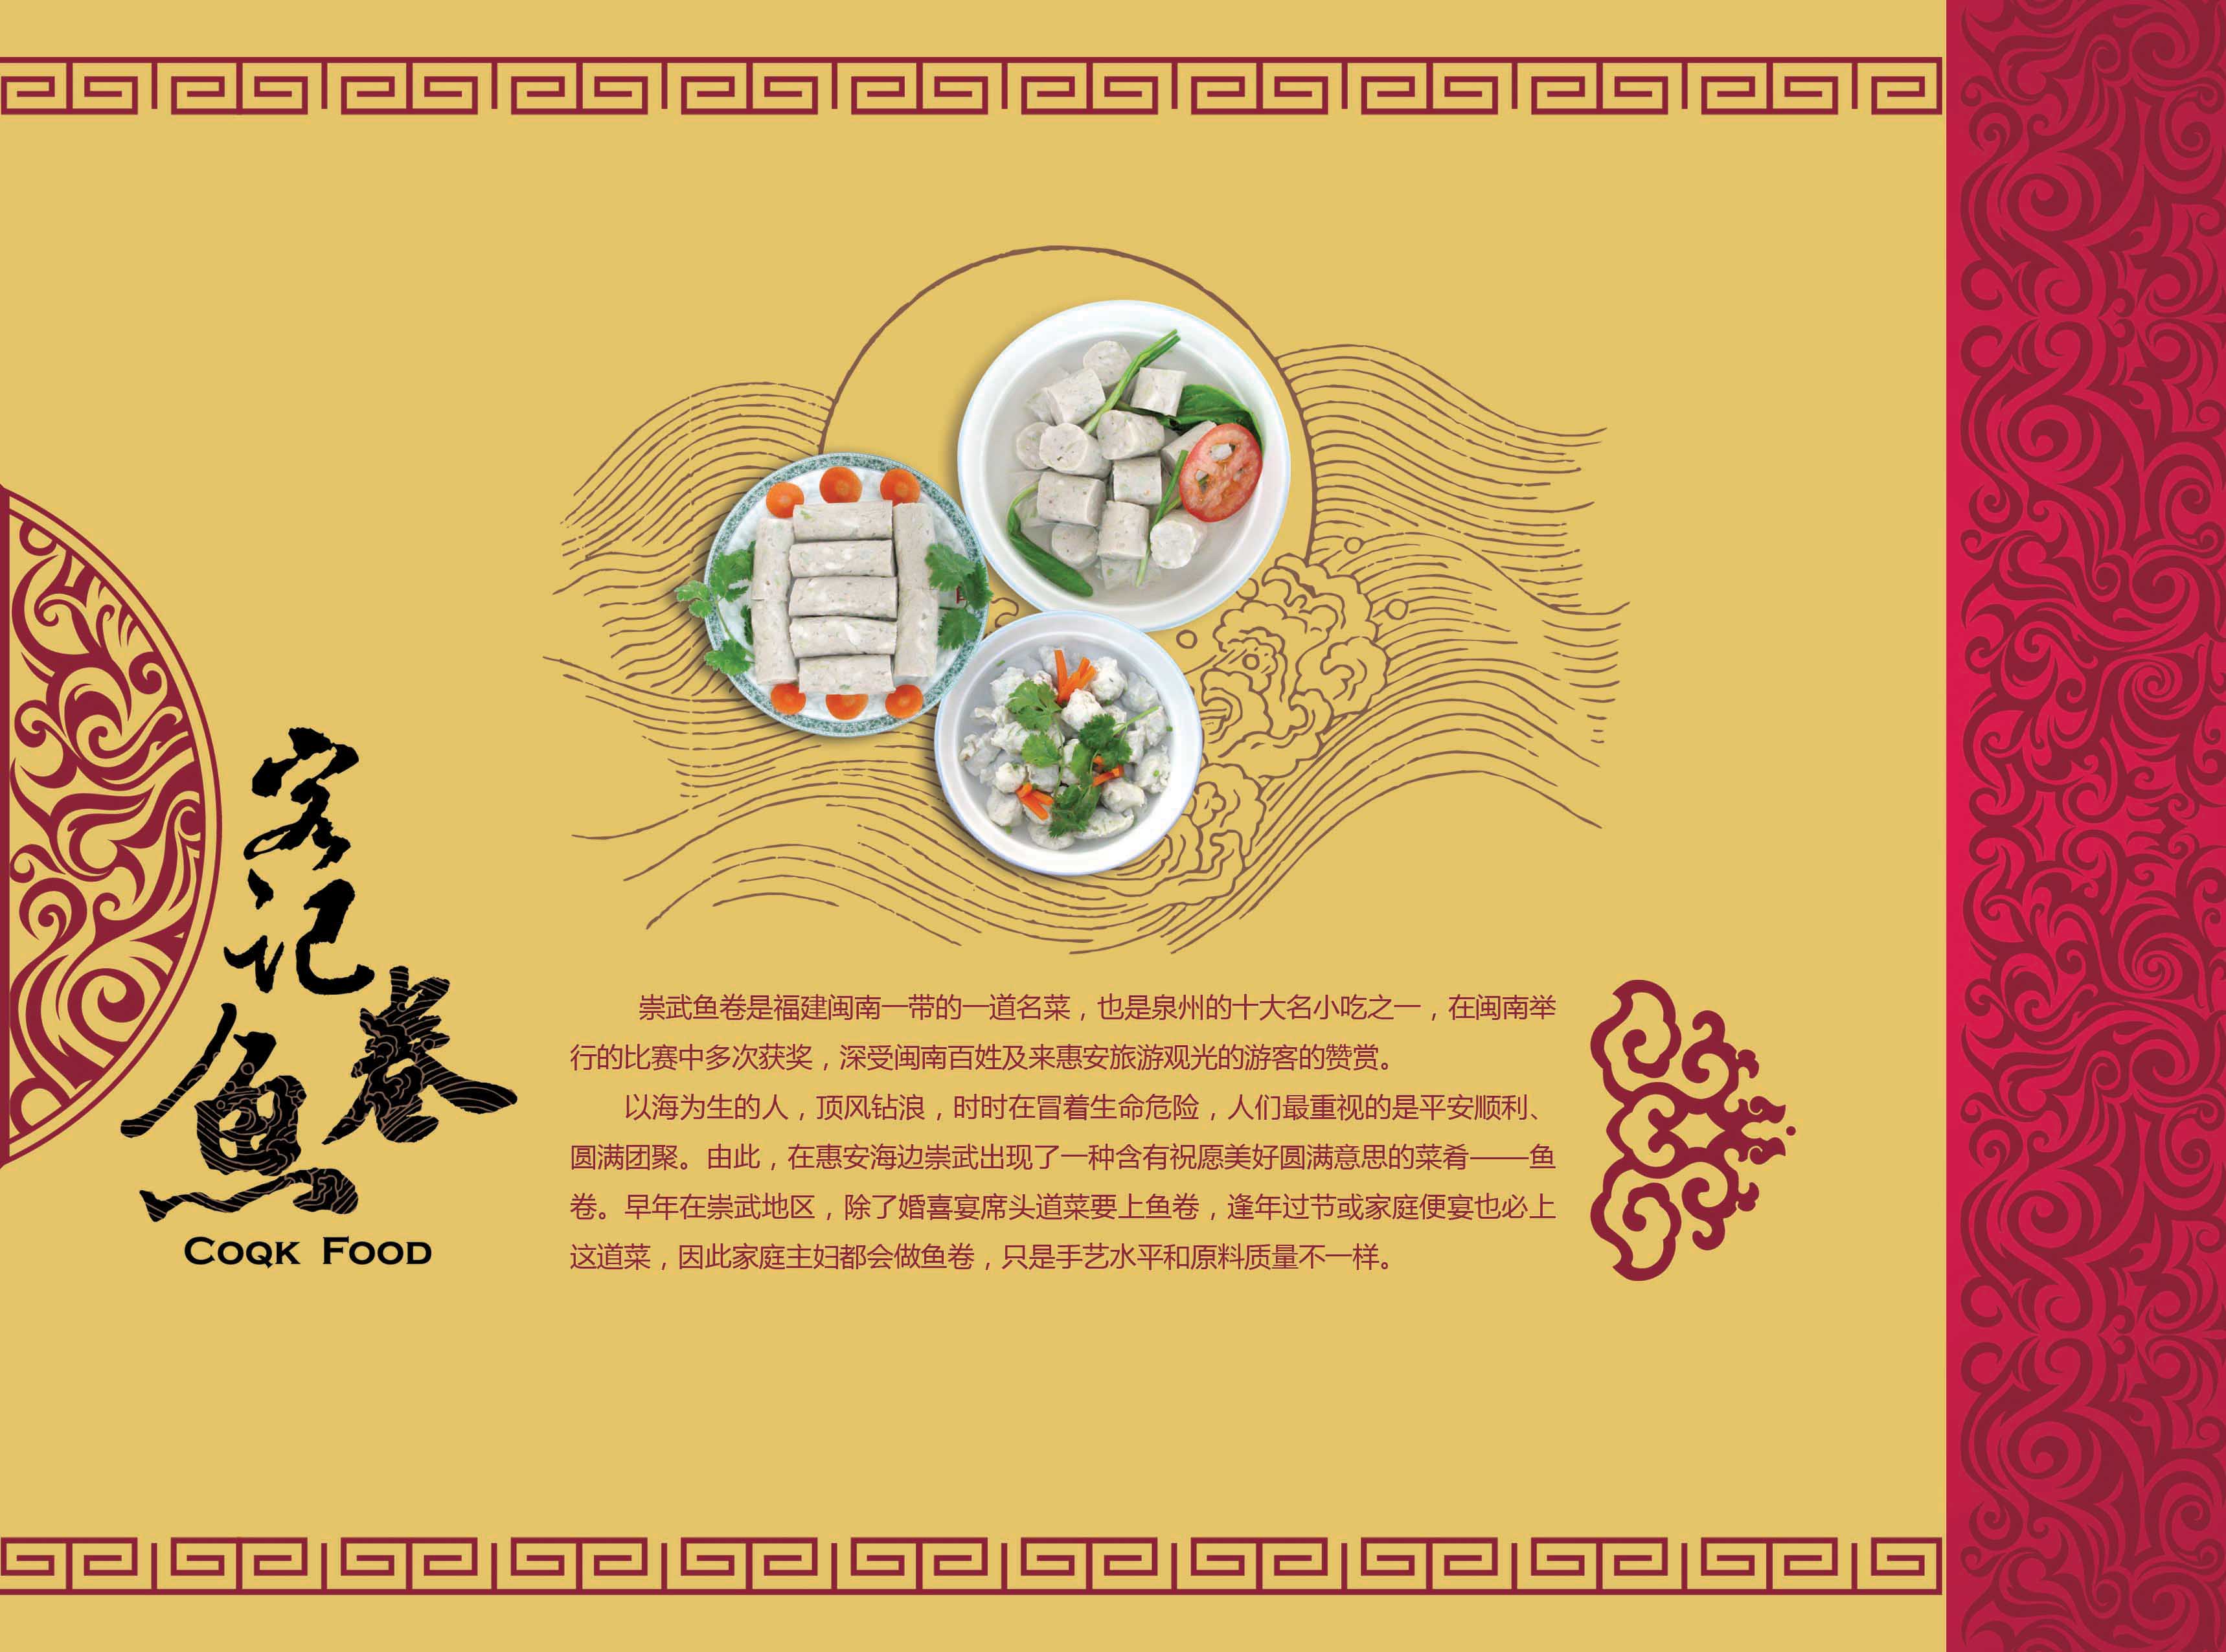 客记
鱼卷
COQK FOOD
崇武鱼卷是福建闽南一带的一道名菜，也是泉州的十大名小吃之一，在闽南举
行的比赛中多次获奖，深受闽南百姓及来惠安旅游观光的游客的赞赏。
以海为生的人，顶风钻浪，时时在冒着生命危险，人们最重视的是平安顺利、
圆满团聚。由此，在惠安海边崇武出现了一种含有祝愿美好圆满意思的菜肴——鱼
卷。早年在崇武地区，除了婚喜宴席头道菜要上鱼卷，逢年过节或家庭便宴也必上
这道菜，因此家庭主妇都会做鱼卷，只是手艺水平和原料质量不一样。